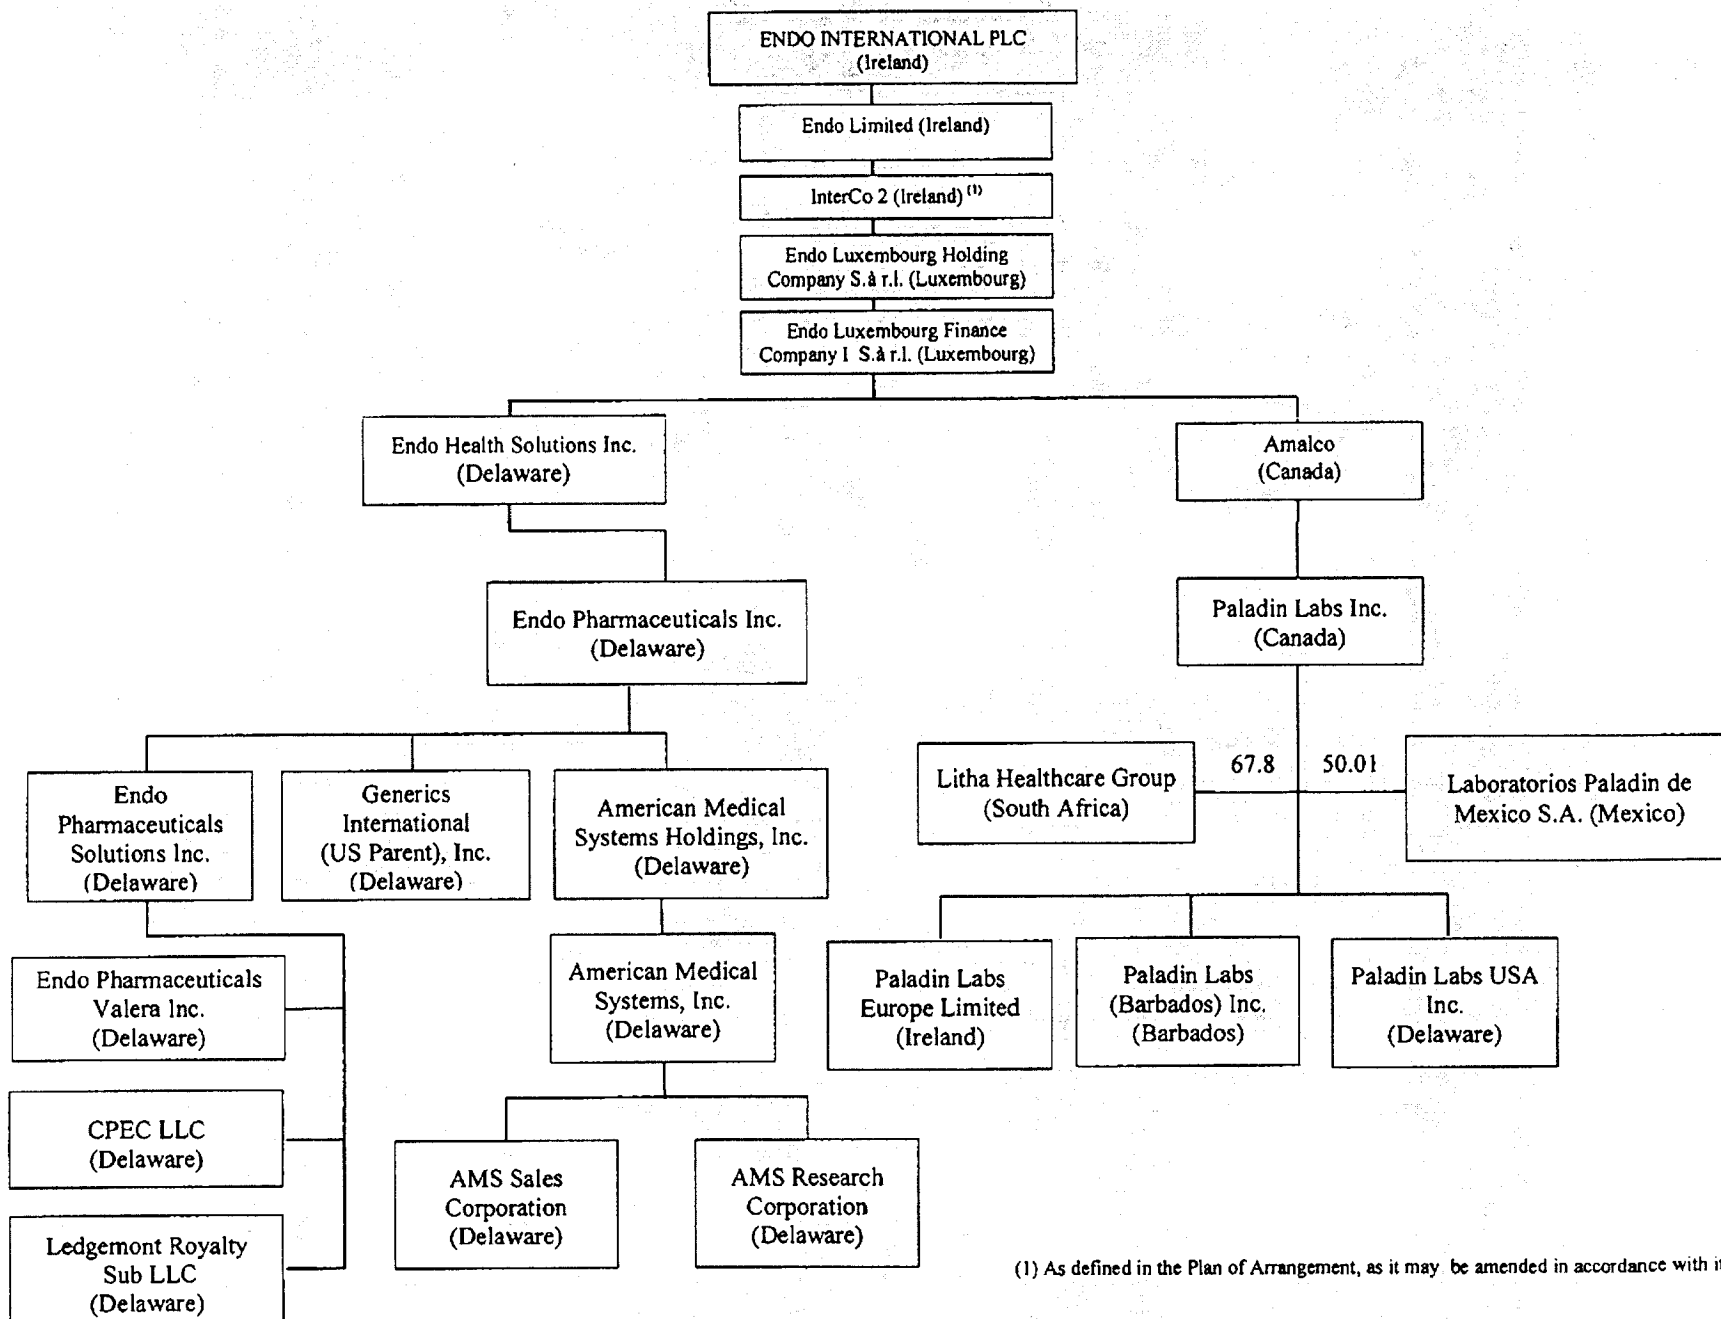 ENDO INTERNATIONAL PLC
(Ireland)
Endo Limited (Ireland)
InterCo 2 (Ireland) (1)
Endo Luxembourg Holding
Company S.à r.l. (Luxembourg)
Endo Luxembourg Finance
Company I S.à r.l. (Luxembourg)
Endo Health Solutions Inc.
(Delaware)
Amalco
(Canada)
Endo Pharmaceuticals Inc.
(Delaware)
Paladin Labs Inc.
(Canada)
Endo
Pharmaceuticals
Solutions Inc.
(Delaware)
Generics
International
(US Parent), Inc.
(Delaware)
American Medical
Systems Holdings, Inc.
(Delaware)
Litha Healthcare Group
(South Africa)
67.8
50.01
Laboratorios Paladin de
Mexico S.A. (Mexico)
Endo Pharmaceuticals
Valera Inc.
(Delaware)
American Medical
Systems, Inc.
(Delaware)
Paladin Labs
Europe Limited
(Ireland)
Paladin Labs
(Barbados) Inc.
(Barbados)
Paladin Labs USA
Inc.
(Delaware)
CPEC LLC
(Delaware)
AMS Sales
Corporation
(Delaware)
AMS Research
Corporation
(Delaware)
Ledgemont Royalty
Sub LLC
(Delaware)
(1) As defined in the Plan of Arrangement, as it may be amended in accordance with